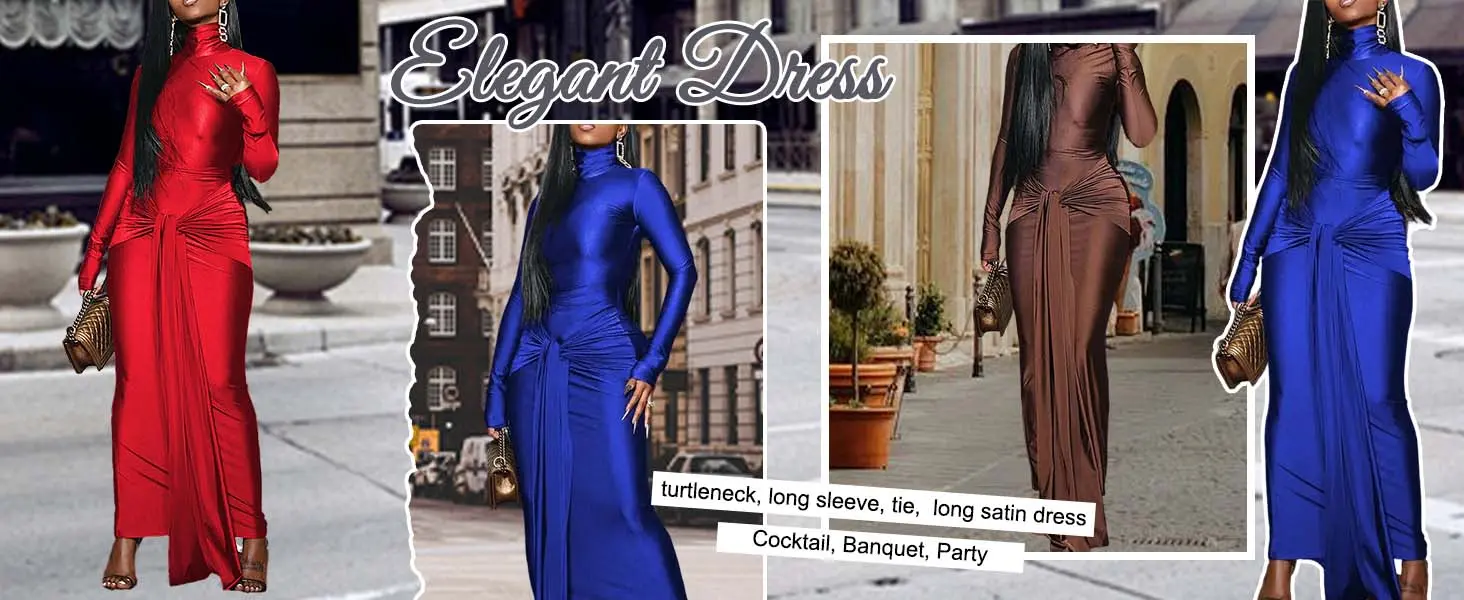 Elegant Dress
turtleneck, long sleeve, tie, long satin dress
Cocktail, Banquet, Party